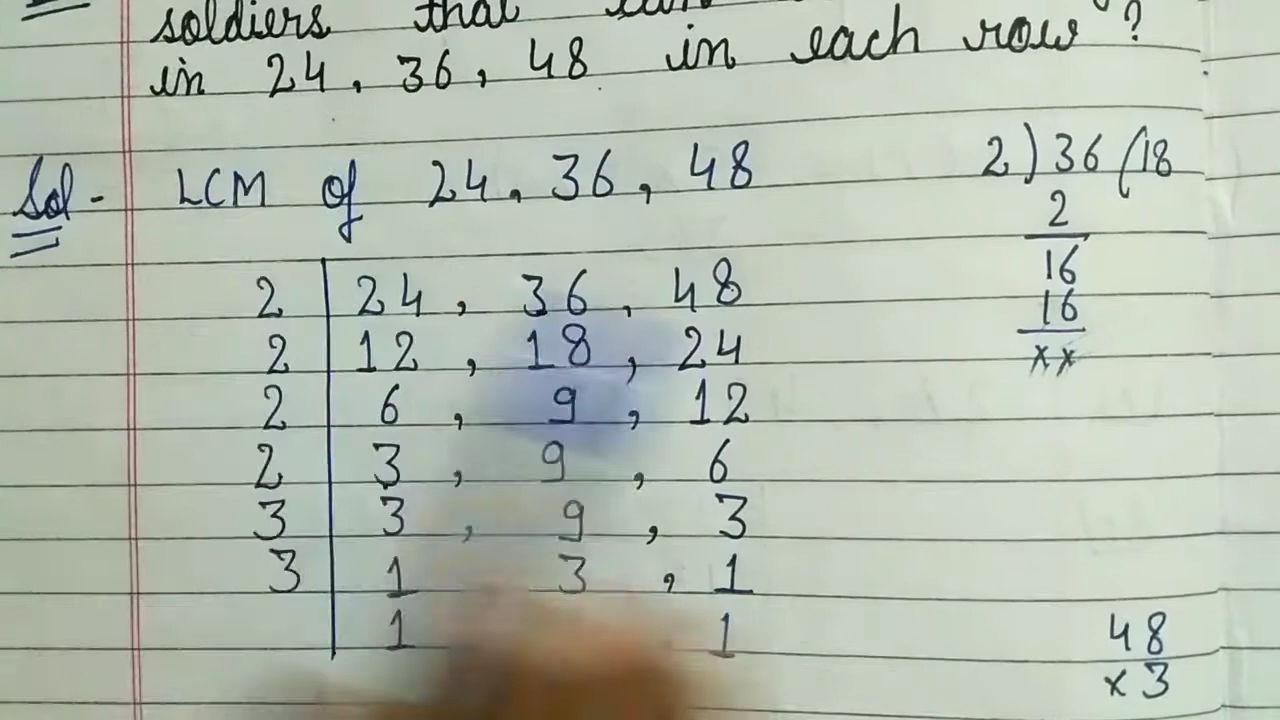 soldiers that
in 24, 36, 48 in each row ?
Sol- LCM of 24, 36, 48
2 24, 36, 48
2 12, 18, 24
2 6, 9, 12
2 3, 9, 6
3 3, 9, 3
3 1 3, 1
1 1
2)36(18
2
16
16
xx
48
x3